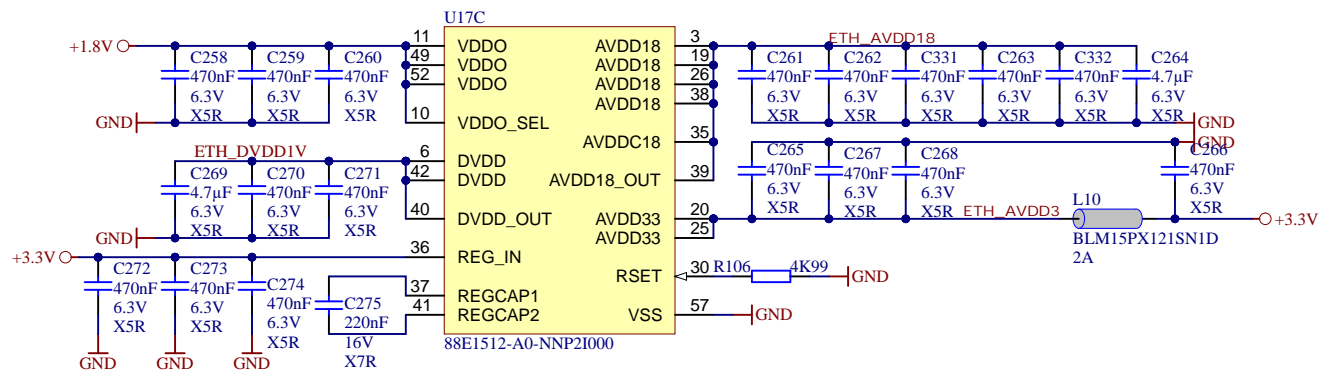 U17C
+1.8V
11
VDDO
49
VDDO
52
VDDO
10
VDDO_SEL
6
DVDD
42
DVDD
40
DVDD_OUT
36
REG_IN
37
REGCAP1
41
REGCAP2
AVDD18
3
AVDD18
19
AVDD18
26
AVDD18
38
AVDDC18
35
AVDD18_OUT
39
AVDD33
20
AVDD33
25
RSET
30
VSS
57
88E1512-A0-NNP2I000
C258
470nF
6.3V
X5R
C259
470nF
6.3V
X5R
C260
470nF
6.3V
X5R
GND
ETH_DVDD1V
C269
4.7µF
6.3V
X5R
C270
470nF
6.3V
X5R
C271
470nF
6.3V
X5R
GND
+3.3V
C272
470nF
6.3V
X5R
GND
C273
470nF
6.3V
X5R
GND
C274
470nF
6.3V
X5R
GND
C275
220nF
16V
X7R
ETH_AVDD18
C261
470nF
6.3V
X5R
C262
470nF
6.3V
X5R
C331
470nF
6.3V
X5R
C263
470nF
6.3V
X5R
C332
470nF
6.3V
X5R
C264
4.7µF
6.3V
X5R
GND
GND
C265
470nF
6.3V
X5R
C267
470nF
6.3V
X5R
C268
470nF
6.3V
X5R
C266
470nF
6.3V
X5R
ETH_AVDD3
L10
BLM15PX121SN1D
2A
+3.3V
R106
4K99
GND
GND